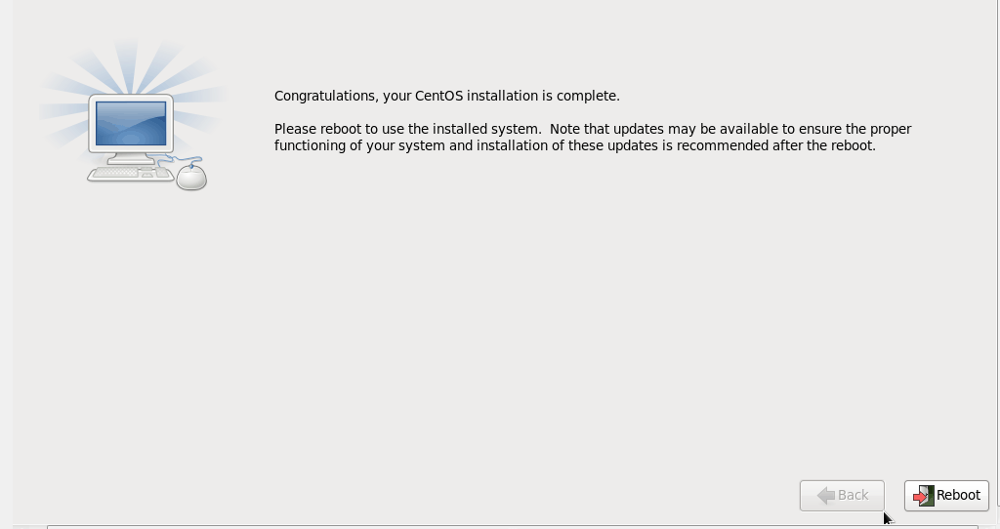 Congratulations, your CentOS installation is complete.
Please reboot to use the installed system.  Note that updates may be available to ensure the proper
functioning of your system and installation of these updates is recommended after the reboot.
Back
Reboot